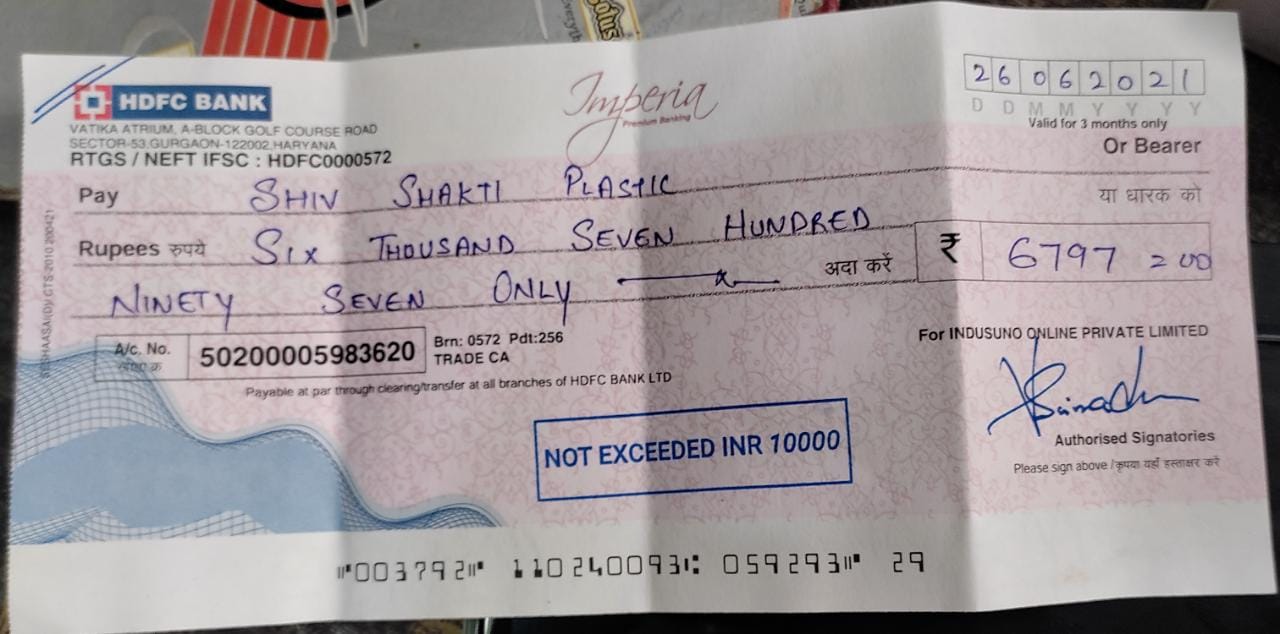 HDFC BANK
Imperia
Premium Banking
26062021
D D M M Y Y Y Y
Valid for 3 months only
VATIKA ATRIUM, A-BLOCK GOLF COURSE ROAD
SECTOR-53,GURGAON-122002,HARYANA
RTGS / NEFT IFSC : HDFC0000572
Or Bearer
Pay SHIV SHAKTI PLASTIC या धारक को
Rupees रुपये SIX THOUSAND SEVEN HUNDRED
NINETY SEVEN ONLY अदा करें ₹ 6797 = 00
A/c. No. 50200005983620
Brn: 0572 Pdt:256
TRADE CA
Payable at par through clearing/transfer at all branches of HDFC BANK LTD
For INDUSUNO ONLINE PRIVATE LIMITED
NOT EXCEEDED INR 10000
Authorised Signatories
Please sign above / कृपया यहाँ हस्ताक्षर करें
⑈003792⑈ 110240093⑆ 059293⑈ 29